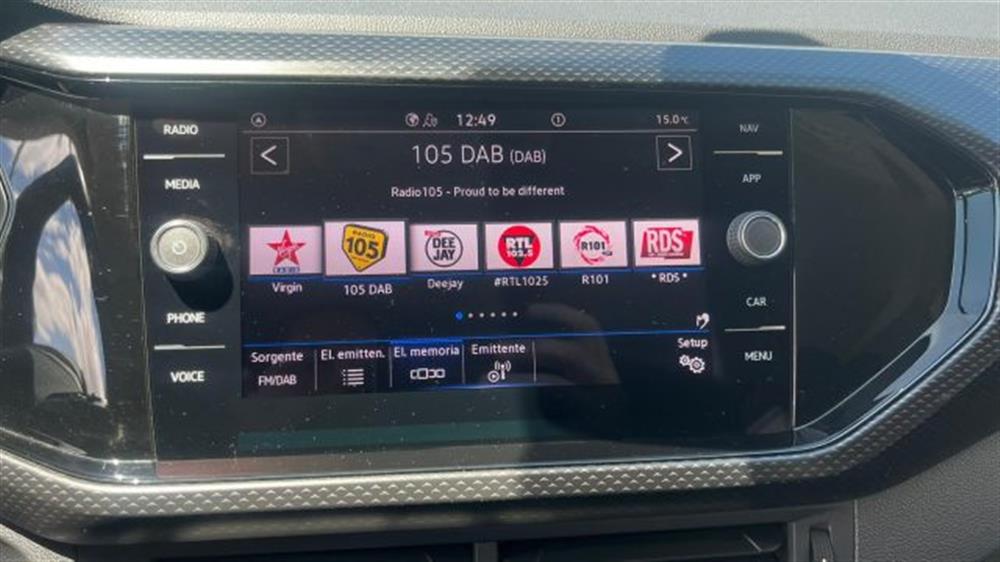 RADIO
MEDIA
PHONE
VOICE
12:49
15.0°C
105 DAB (DAB)
Radio105 - Proud to be different
RADIO
105
DEE
JAY
RTL
102.5
R101
RDS
Virgin
105 DAB
Deejay
#RTL1025
R101
* RDS *
Sorgente
FM/DAB
El. emitten.
El. memoria
Emittente
Setup
NAV
APP
CAR
MENU